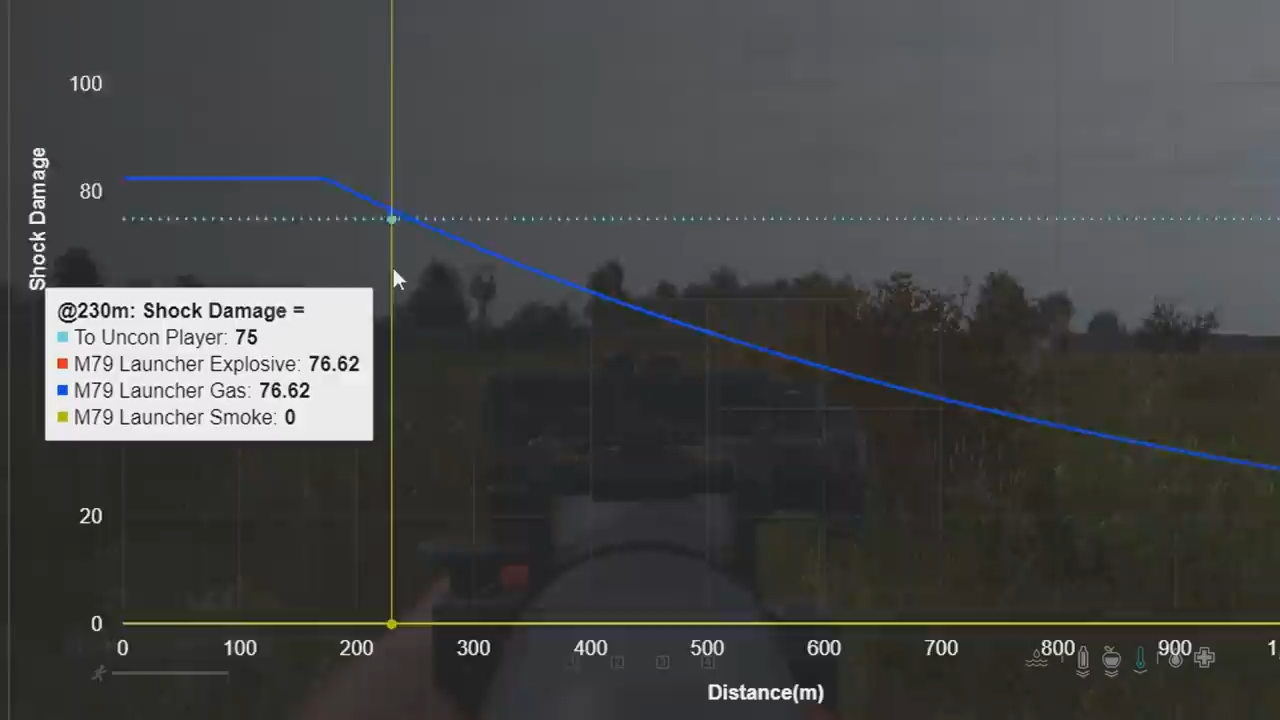 100
Shock Damage
80
@230m: Shock Damage =
To Uncon Player: 75
M79 Launcher Explosive: 76.62
M79 Launcher Gas: 76.62
M79 Launcher Smoke: 0
20
0
0 100 200 300 400 500 600 700 800 900
Distance(m)